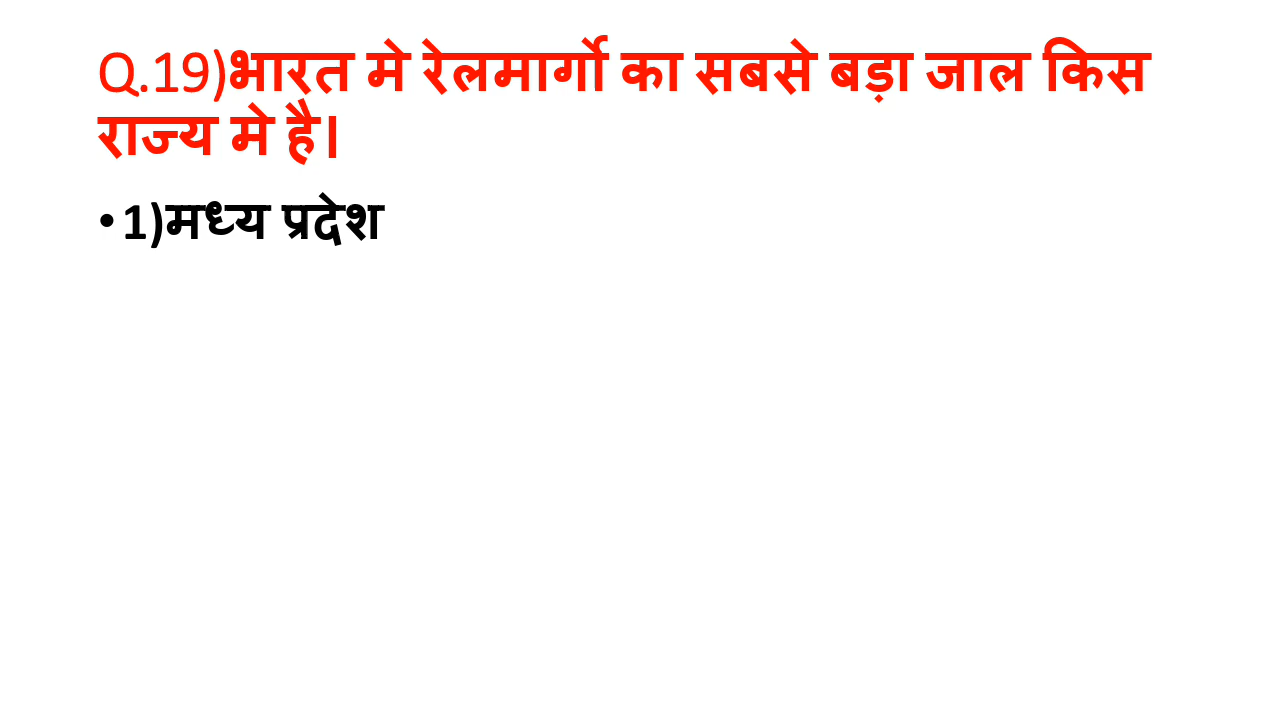 Q.19)भारत मे रेलमार्गो का सबसे बड़ा जाल किस
राज्य मे है।
•1)मध्य प्रदेश